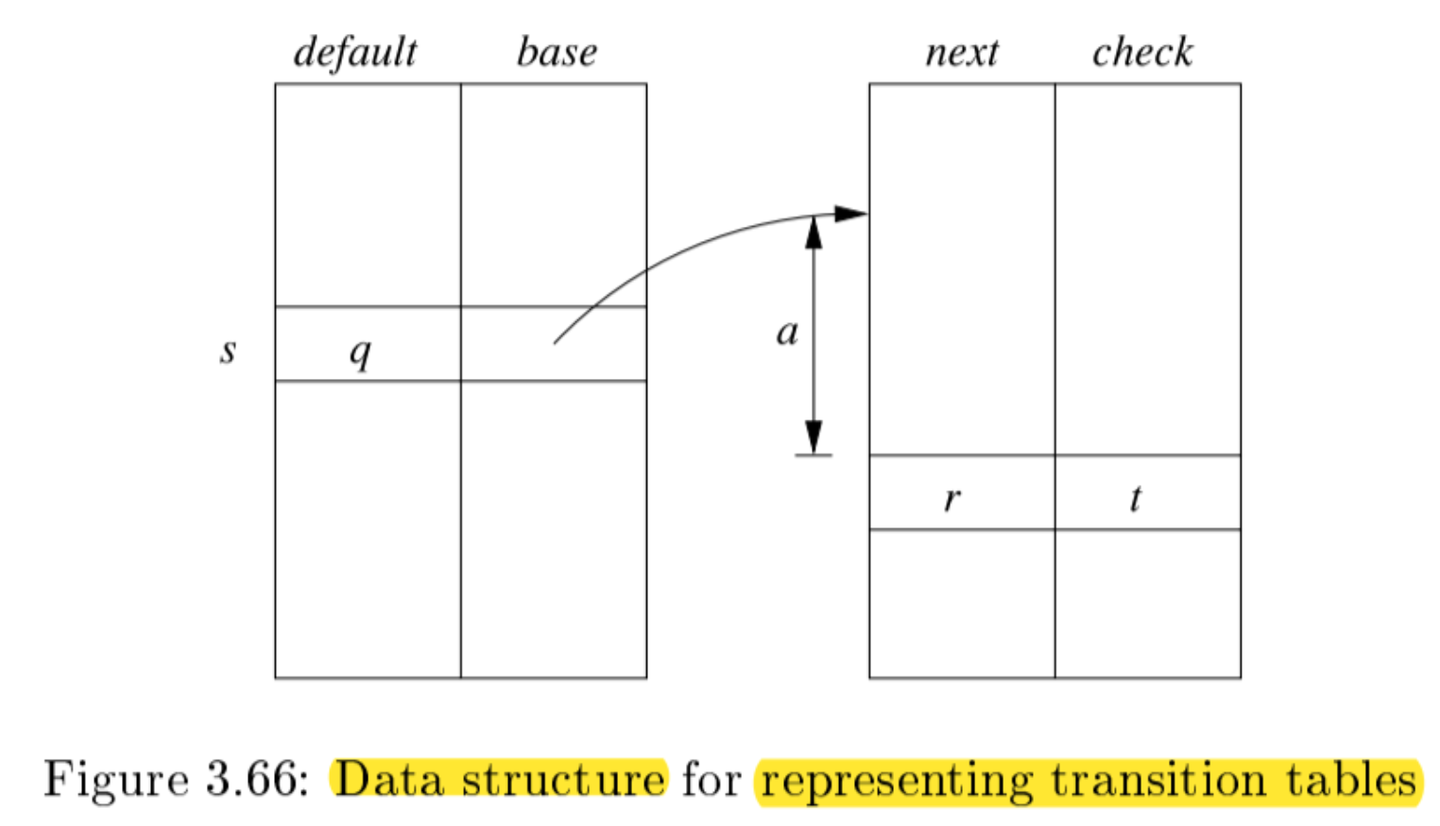 default base next check
a
s q
r t
Figure 3.66: Data structure for representing transition tables